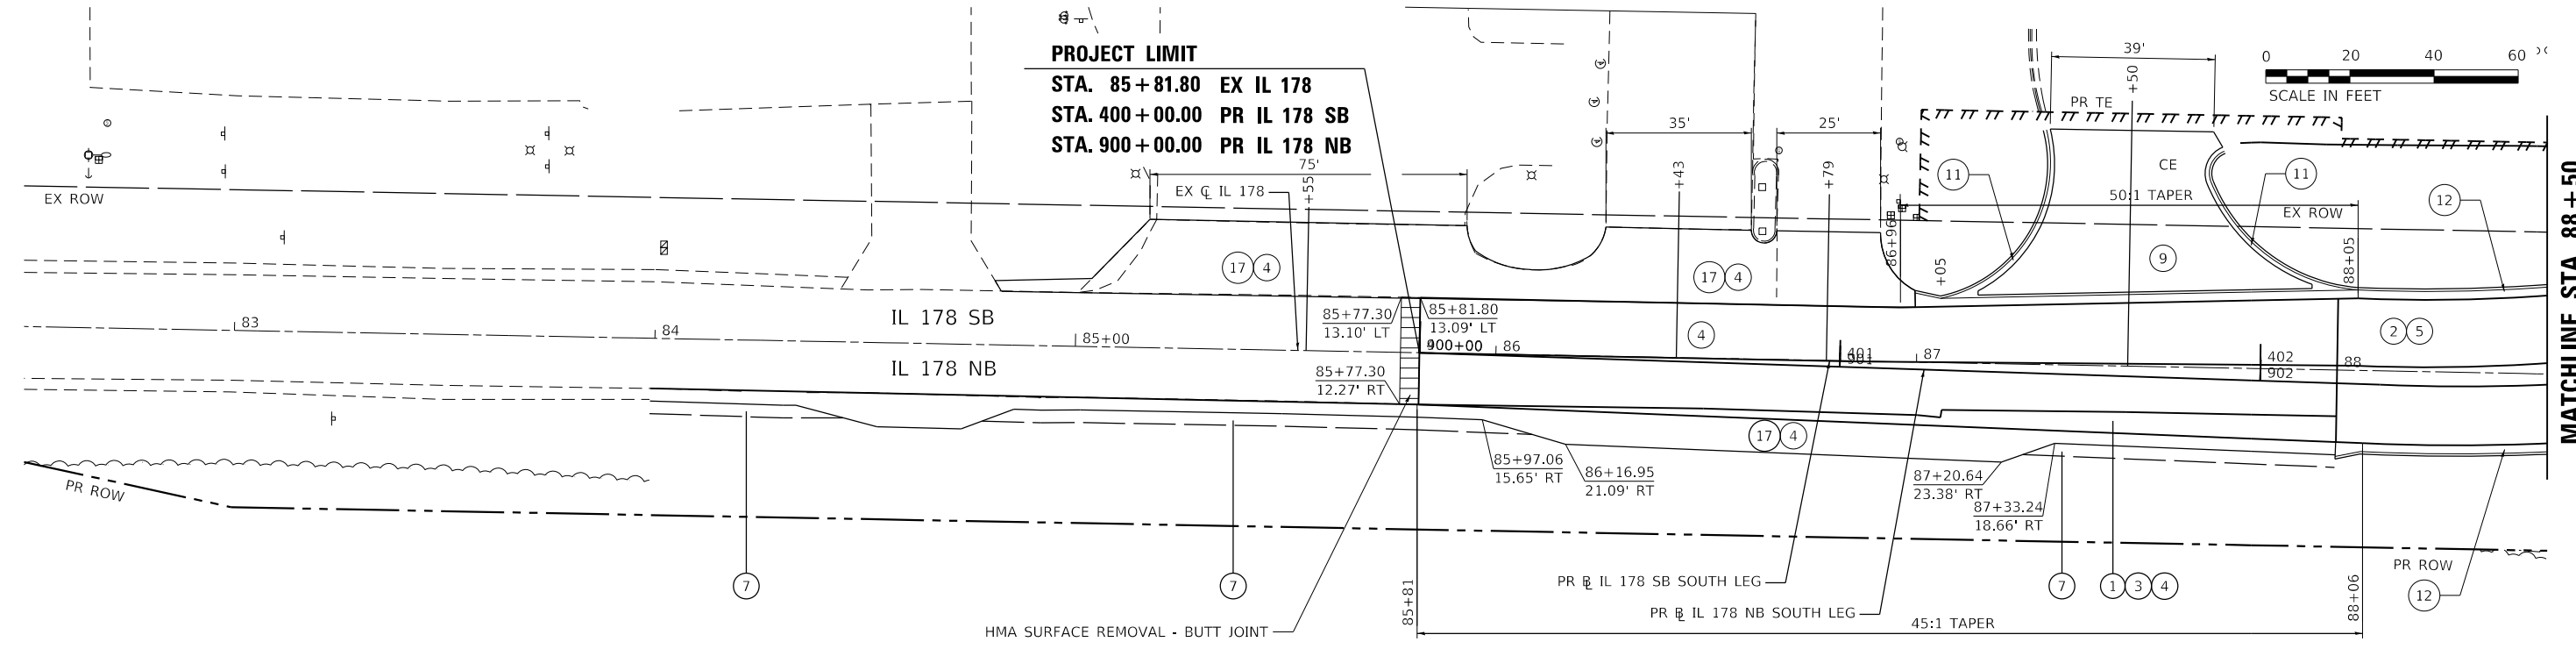 PROJECT LIMIT
STA. 85+81.80 EX IL 178
STA. 400+00.00 PR IL 178 SB
STA. 900+00.00 PR IL 178 NB
39'
+50
0 20 40 60
SCALE IN FEET
PR TE
35'
25'
75'
+55
+43
+79
EX ROW
EX ℄ IL 178
11
CE
11
50:1 TAPER
12
EX ROW
86+96
+05
88+05
17 4
17 4
9
MATCHLINE STA 88+50
IL 178 SB
83
84
85+00
85+77.30
13.10' LT
85+81.80
13.09' LT
900+00
86
4
401
901
87
402
902
88
2 5
IL 178 NB
85+77.30
12.27' RT
17 4
85+97.06
15.65' RT
86+16.95
21.09' RT
87+20.64
23.38' RT
87+33.24
18.66' RT
PR ROW
7
7
7
1 3 4
PR ROW
12
PR B̲L IL 178 SB SOUTH LEG
PR B̲L IL 178 NB SOUTH LEG
85+81
88+06
45:1 TAPER
HMA SURFACE REMOVAL - BUTT JOINT